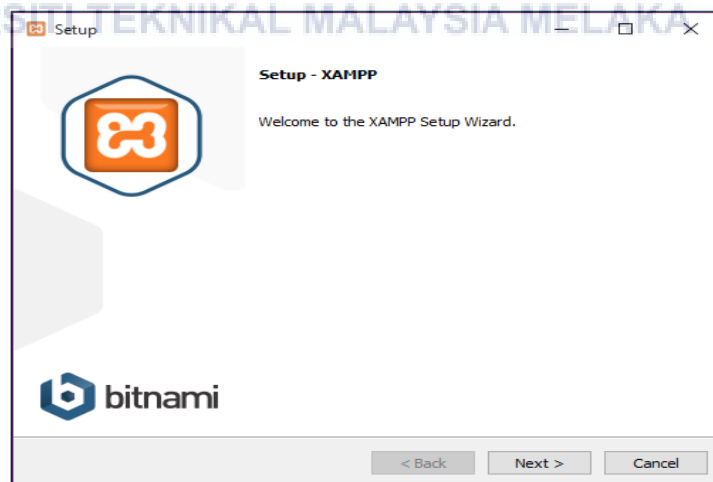 SITI TEKNIKAL MALAYSIA MELAKA
Setup
Setup - XAMPP
Welcome to the XAMPP Setup Wizard.
bitnami
< Back
Next >
Cancel